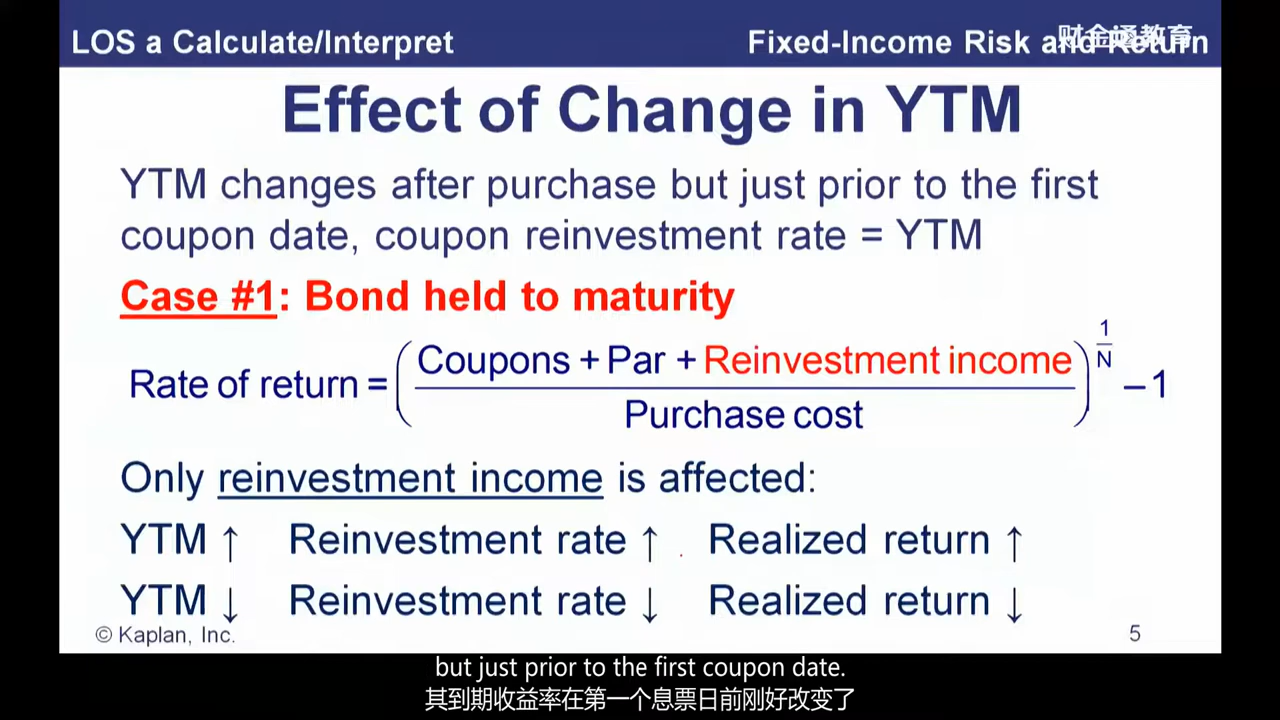 LOS a Calculate/Interpret
Fixed-Income Risk and Return
财金通教育
Effect of Change in YTM
YTM changes after purchase but just prior to the first
coupon date, coupon reinvestment rate = YTM
Case #1: Bond held to maturity
Rate of return = ( Coupons + Par + Reinvestment income / Purchase cost )^(1/N) – 1
Only reinvestment income is affected:
YTM ↑ Reinvestment rate ↑ Realized return ↑
YTM ↓ Reinvestment rate ↓ Realized return ↓
© Kaplan, Inc.
5
but just prior to the first coupon date.
其到期收益率在第一个息票日前刚好改变了